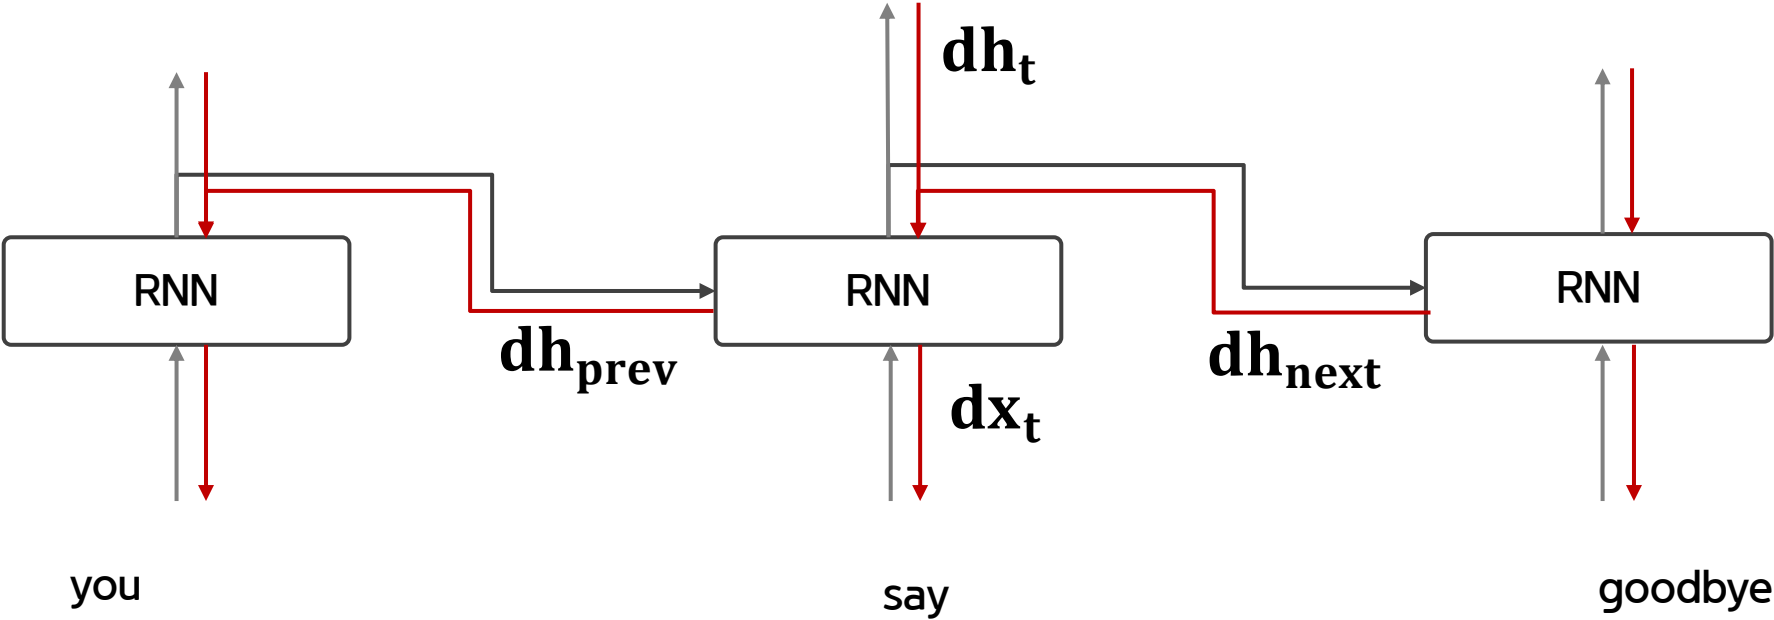 dh_t
RNN
RNN
RNN
dh_prev
dh_next
dx_t
you
say
goodbye